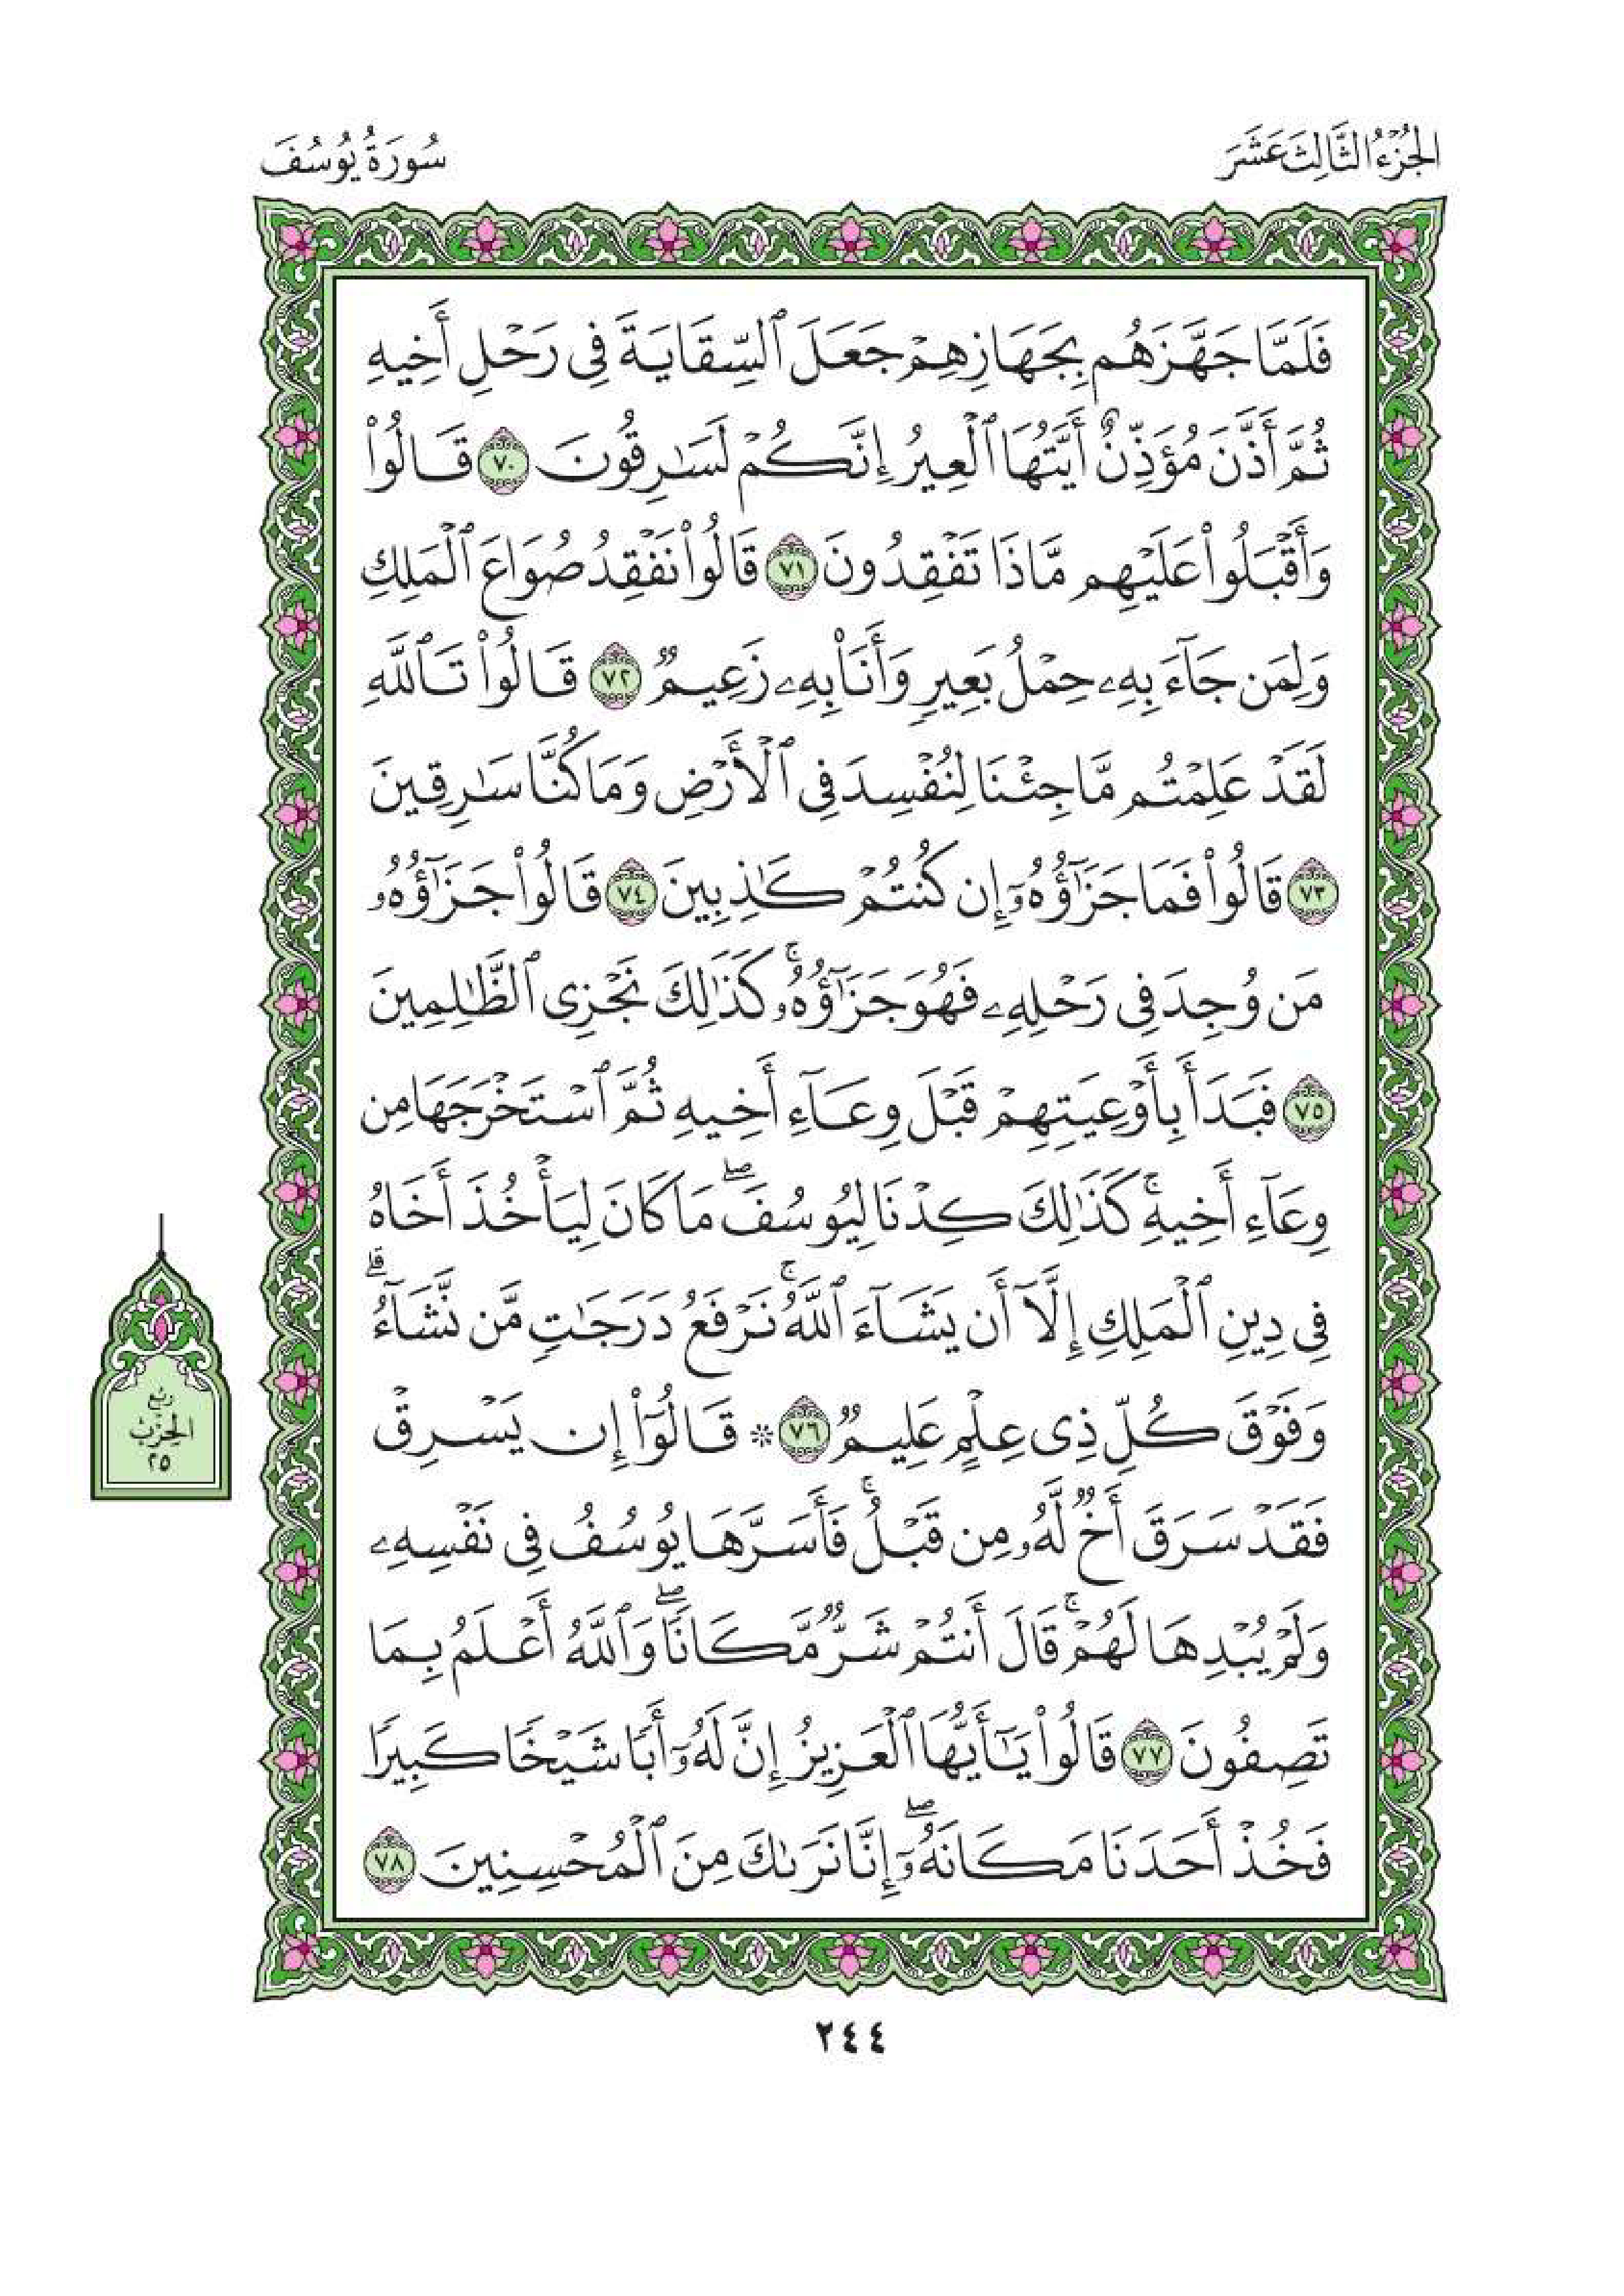 الجُزْءُ الثَّالِثَ عَشَرَ
سُورَةُ يُوسُفَ
فَلَمَّا جَهَّزَهُم بِجَهَازِهِمْ جَعَلَ ٱلسِّقَايَةَ فِى رَحْلِ أَخِيهِ
ثُمَّ أَذَّنَ مُؤَذِّنٌ أَيَّتُهَا ٱلْعِيرُ إِنَّكُمْ لَسَٰرِقُونَ ٧٠ قَالُوا۟
وَأَقْبَلُوا۟ عَلَيْهِم مَّاذَا تَفْقِدُونَ ٧١ قَالُوا۟ نَفْقِدُ صُوَاعَ ٱلْمَلِكِ
وَلِمَن جَآءَ بِهِۦ حِمْلُ بَعِيرٍ وَأَنَا۠ بِهِۦ زَعِيمٌ ٧٢ قَالُوا۟ تَٱللَّهِ
لَقَدْ عَلِمْتُم مَّا جِئْنَا لِنُفْسِدَ فِى ٱلْأَرْضِ وَمَا كُنَّا سَٰرِقِينَ
٧٣ قَالُوا۟ فَمَا جَزَٰٓؤُهُۥٓ إِن كُنتُمْ كَٰذِبِينَ ٧٤ قَالُوا۟ جَزَٰٓؤُهُۥ
مَن وُجِدَ فِى رَحْلِهِۦ فَهُوَ جَزَٰٓؤُهُۥ ۚ كَذَٰلِكَ نَجْزِى ٱلظَّٰلِمِينَ
٧٥ فَبَدَأَ بِأَوْعِيَتِهِمْ قَبْلَ وِعَآءِ أَخِيهِ ثُمَّ ٱسْتَخْرَجَهَا مِن
وِعَآءِ أَخِيهِ ۚ كَذَٰلِكَ كِدْنَا لِيُوسُفَ ۖ مَا كَانَ لِيَأْخُذَ أَخَاهُ
فِى دِينِ ٱلْمَلِكِ إِلَّآ أَن يَشَآءَ ٱللَّهُ ۚ نَرْفَعُ دَرَجَٰتٍ مَّن نَّشَآءُ ۗ
وَفَوْقَ كُلِّ ذِى عِلْمٍ عَلِيمٌ ٧٦ * قَالُوٓا۟ إِن يَسْرِقْ
فَقَدْ سَرَقَ أَخٌ لَّهُۥ مِن قَبْلُ ۚ فَأَسَرَّهَا يُوسُفُ فِى نَفْسِهِۦ
وَلَمْ يُبْدِهَا لَهُمْ ۚ قَالَ أَنتُمْ شَرٌّ مَّكَانًا ۖ وَٱللَّهُ أَعْلَمُ بِمَا
تَصِفُونَ ٧٧ قَالُوا۟ يَٰٓأَيُّهَا ٱلْعَزِيزُ إِنَّ لَهُۥٓ أَبًا شَيْخًا كَبِيرًا
فَخُذْ أَحَدَنَا مَكَانَهُۥٓ ۖ إِنَّا نَرَىٰكَ مِنَ ٱلْمُحْسِنِينَ ٧٨
رُبْع
الحِزْبِ
٢٥
٢٤٤